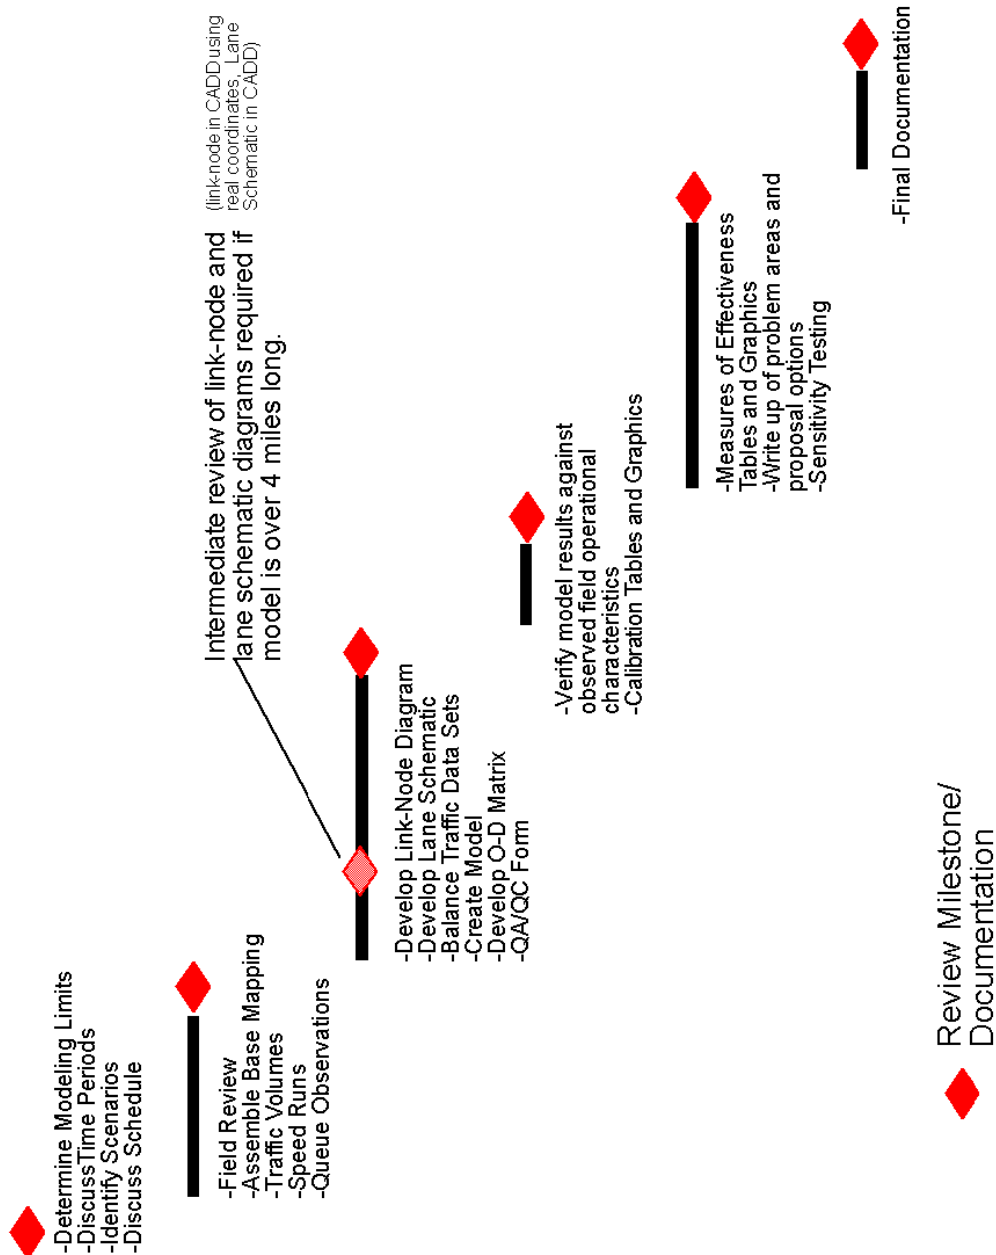 -Determine Modeling Limits
-DiscussTime Periods
-Identify Scenarios
-Discuss Schedule
-Field Review
-Assemble Base Mapping
-Traffic Volumes
-Speed Runs
-Queue Observations
Intermediate review of link-node and
lane schematic diagrams required if
model is over 4 miles long.
(link-node in CADD using
real coordinates, Lane
Schematic in CADD)
-Develop Link-Node Diagram
-Develop Lane Schematic
-Balance Traffic Data Sets
-Create Model
-Develop O-D Matrix
-QA/QC Form
-Verify model results against
observed field operational
characteristics
-Calibration Tables and Graphics
-Measures of Effectiveness
Tables and Graphics
-Write up of problem areas and
proposal options
-Sensitivity Testing
-Final Documentation
Review Milestone/
Documentation